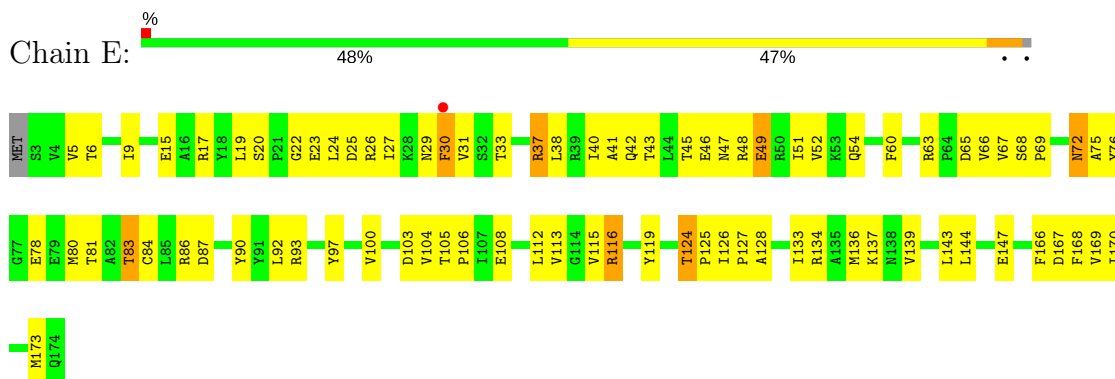 %
Chain E:
48% 47% . .
MET S3 V4 V5 T6 I9 E15 A16 R17 Y18 L19 S20 P21 G22 E23 L24 D25 R26 I27 K28 N29 F30 V31 S32 T33 R37 L38 R39 I40 A41 Q42 T43 L44 T45 E46 N47 R48 E49 R50 I51 V52 K53 Q54 F60 R63 P64 D65 V66 V67 S68 P69 N72 A75 Y76
G77 E78 E79 M80 T81 A82 T83 C84 L85 R86 D87 Y90 Y91 L92 R93 Y97 V100 D103 V104 T105 P106 I107 E108 L112 V113 G114 V115 R116 Y119 T124 P125 I126 P127 A128 I133 R134 A135 M136 K137 N138 V139 L143 L144 E147 F166 D167 F168 V169 I170
M173 Q174